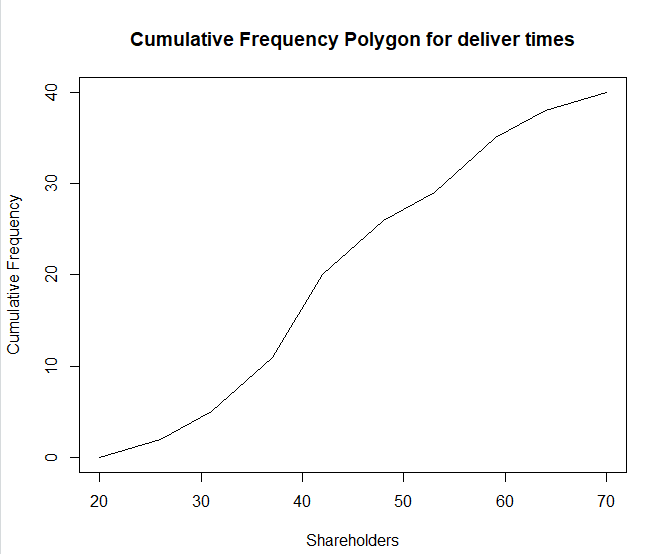 Cumulative Frequency Polygon for deliver times
Cumulative Frequency
40
30
20
10
0
20 30 40 50 60 70
Shareholders